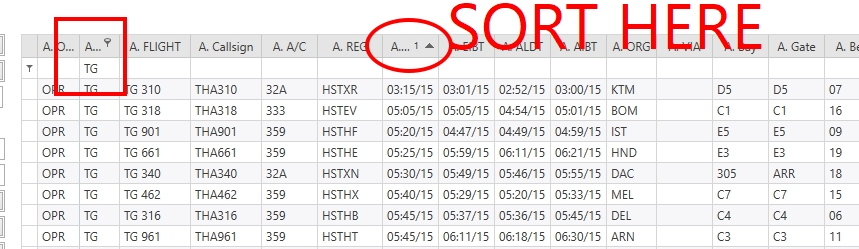 SORT HERE
A. O... A... A. FLIGHT A. Callsign A. A/C A. REG A.... 1 A. EIBT A. ALDT A. AIBT A. ORG A. VIA A. Bay A. Gate A. Be
TG
OPR TG TG 310 THA310 32A HSTXR 03:15/15 03:01/15 02:52/15 03:00/15 KTM D5 D5 07
OPR TG TG 318 THA318 333 HSTEV 05:05/15 05:05/15 04:54/15 05:01/15 BOM C1 C1 16
OPR TG TG 901 THA901 359 HSTHF 05:20/15 04:47/15 04:49/15 04:59/15 IST E5 E5 09
OPR TG TG 661 THA661 359 HSTHE 05:25/15 05:59/15 06:11/15 06:21/15 HND E3 E3 19
OPR TG TG 340 THA340 32A HSTXN 05:30/15 05:49/15 05:46/15 05:55/15 DAC 305 ARR 18
OPR TG TG 462 THA462 359 HSTHX 05:40/15 05:29/15 05:20/15 05:33/15 MEL C7 C7 15
OPR TG TG 316 THA316 359 HSTHB 05:45/15 05:37/15 05:36/15 05:45/15 DEL C4 C4 06
OPR TG TG 961 THA961 359 HSTHT 05:45/15 06:11/15 06:18/15 06:30/15 ARN C3 C3 11